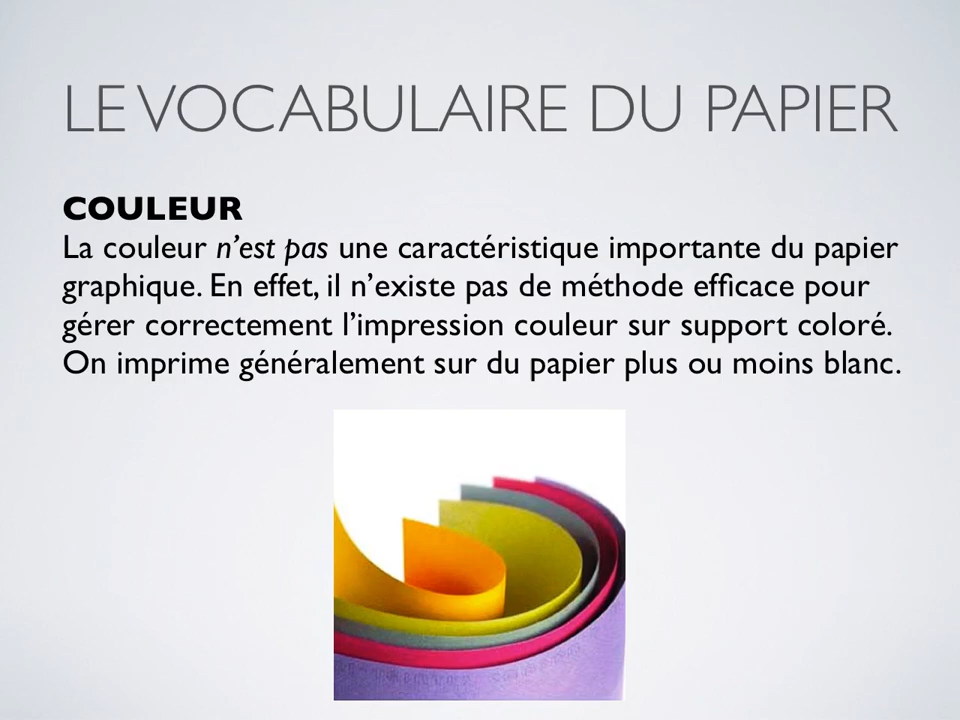 LE VOCABULAIRE DU PAPIER
COULEUR
La couleur n’est pas une caractéristique importante du papier
graphique. En effet, il n’existe pas de méthode efficace pour
gérer correctement l’impression couleur sur support coloré.
On imprime généralement sur du papier plus ou moins blanc.